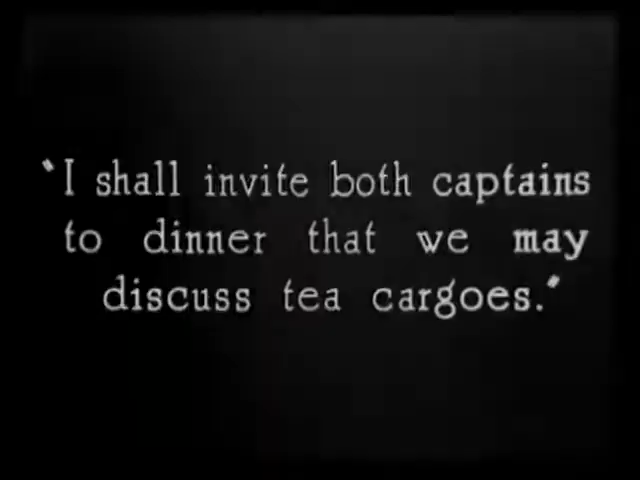 "I shall invite both captains
to dinner that we may
discuss tea cargoes."